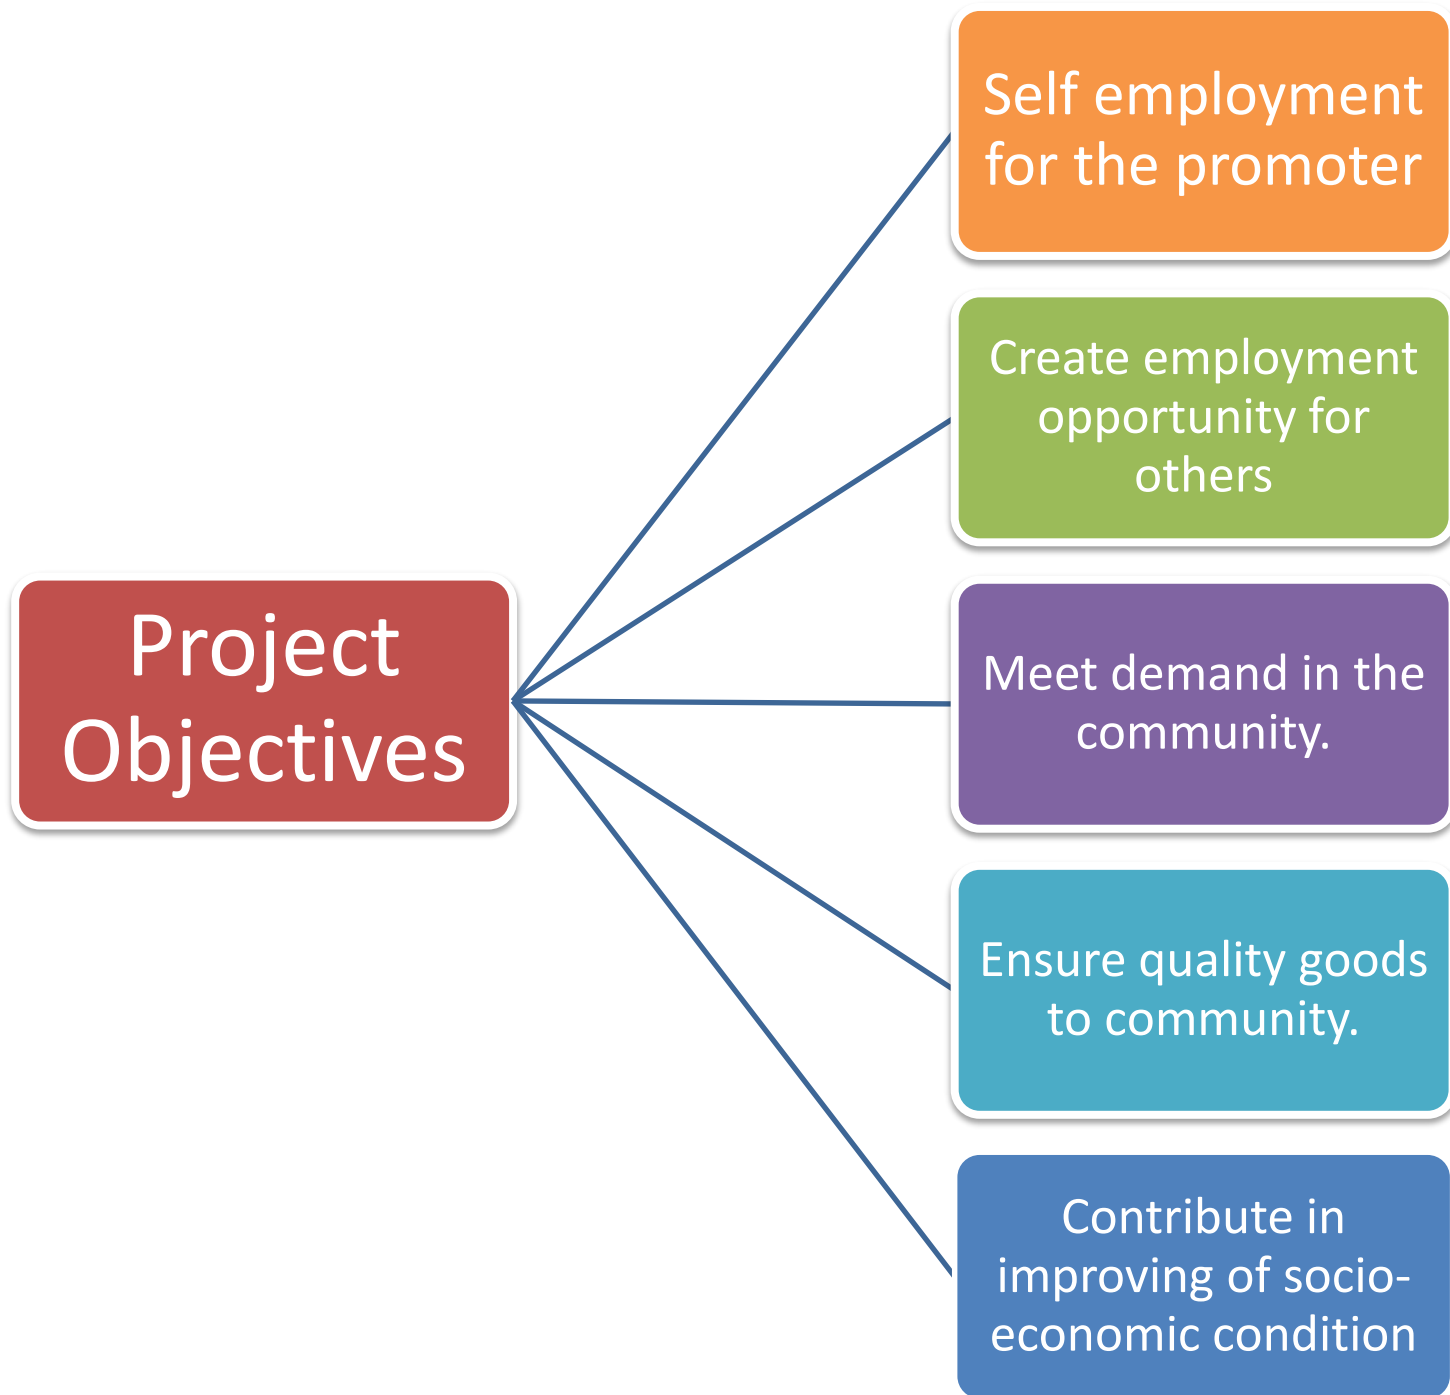 Project
Objectives
Self employment
for the promoter
Create employment
opportunity for
others
Meet demand in the
community.
Ensure quality goods
to community.
Contribute in
improving of socio-
economic condition